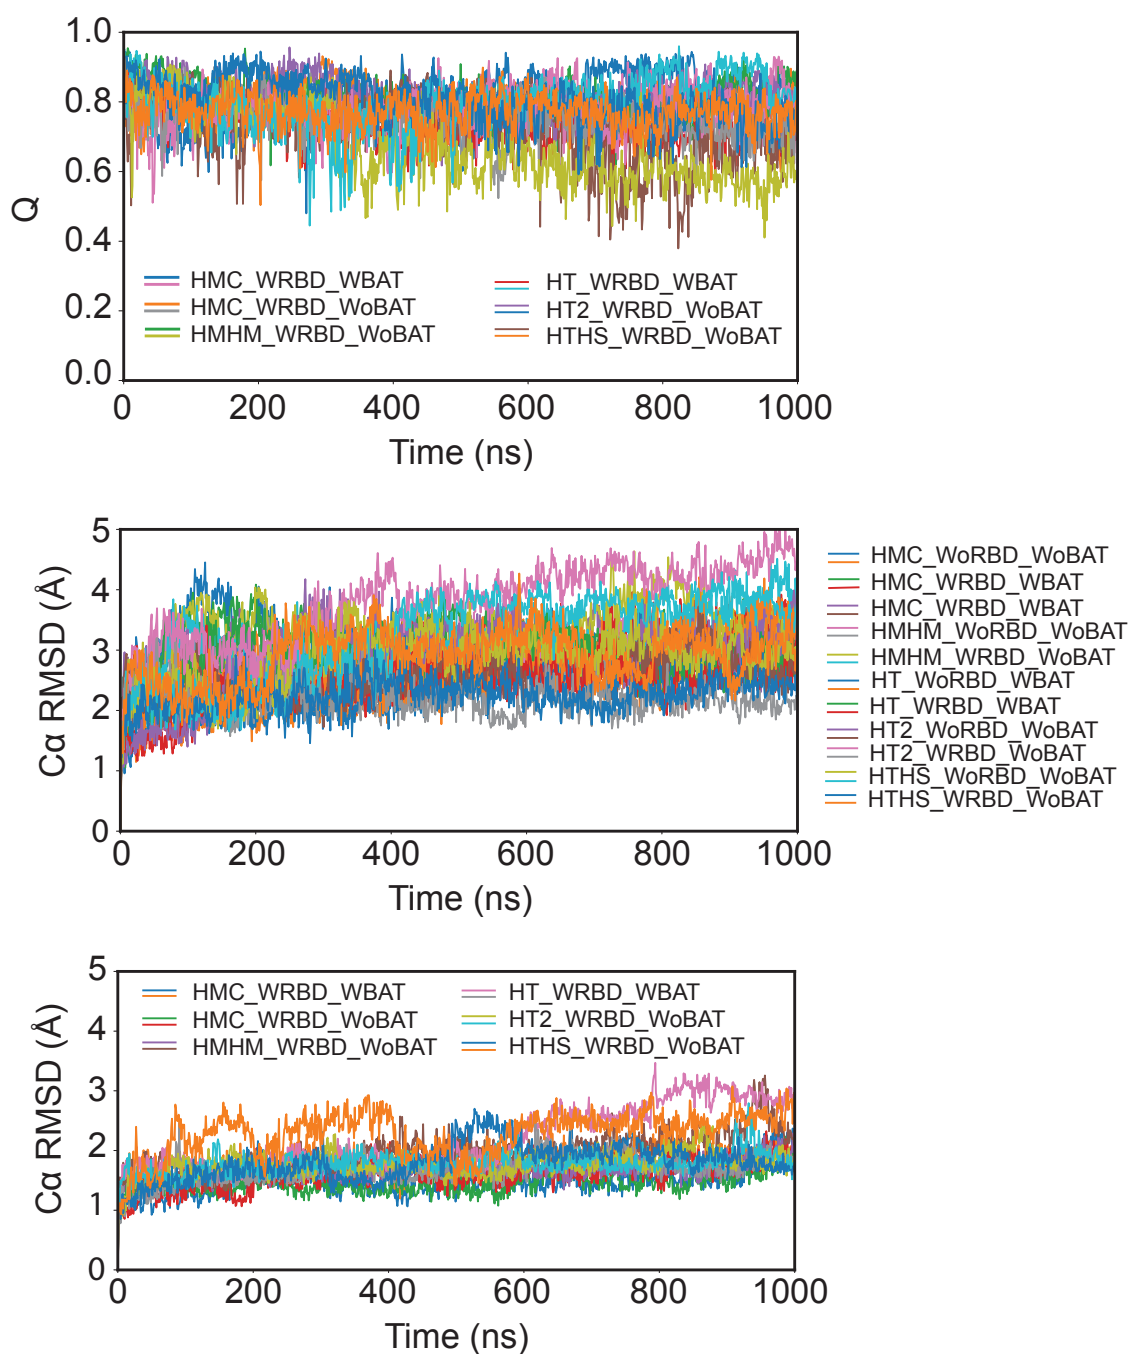 1.0
0.8
0.6
0.4
0.2
0.0
Q
HMC_WRBD_WBAT
HMC_WRBD_WoBAT
HMHM_WRBD_WoBAT
HT_WRBD_WBAT
HT2_WRBD_WoBAT
HTHS_WRBD_WoBAT
0 200 400 600 800 1000
Time (ns)
5
4
3
2
1
0
Cα RMSD (Å)
0 200 400 600 800 1000
Time (ns)
HMC_WoRBD_WoBAT
HMC_WRBD_WBAT
HMC_WRBD_WBAT
HMHM_WoRBD_WoBAT
HMHM_WRBD_WoBAT
HT_WoRBD_WBAT
HT_WRBD_WBAT
HT2_WoRBD_WoBAT
HT2_WRBD_WoBAT
HTHS_WoRBD_WoBAT
HTHS_WRBD_WoBAT
5
4
3
2
1
0
Cα RMSD (Å)
HMC_WRBD_WBAT
HMC_WRBD_WoBAT
HMHM_WRBD_WoBAT
HT_WRBD_WBAT
HT2_WRBD_WoBAT
HTHS_WRBD_WoBAT
0 200 400 600 800 1000
Time (ns)